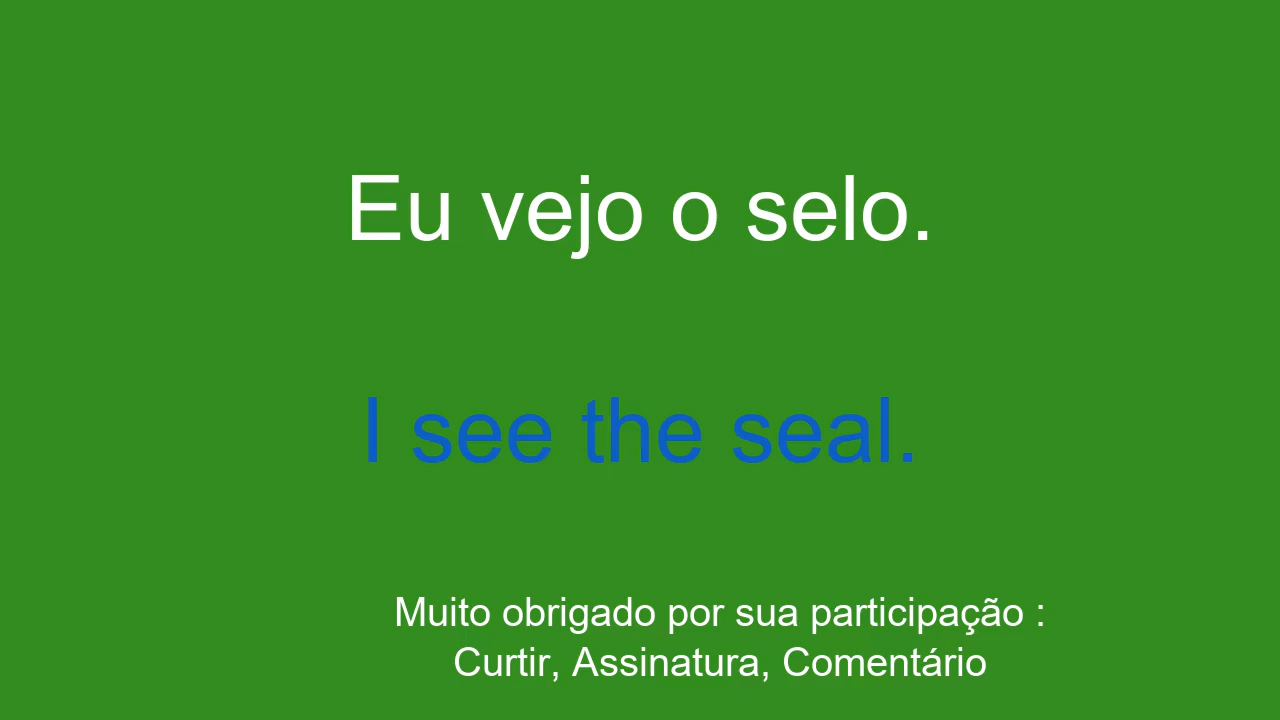 Eu vejo o selo.
I see the seal.
Muito obrigado por sua participação :
Curtir, Assinatura, Comentário